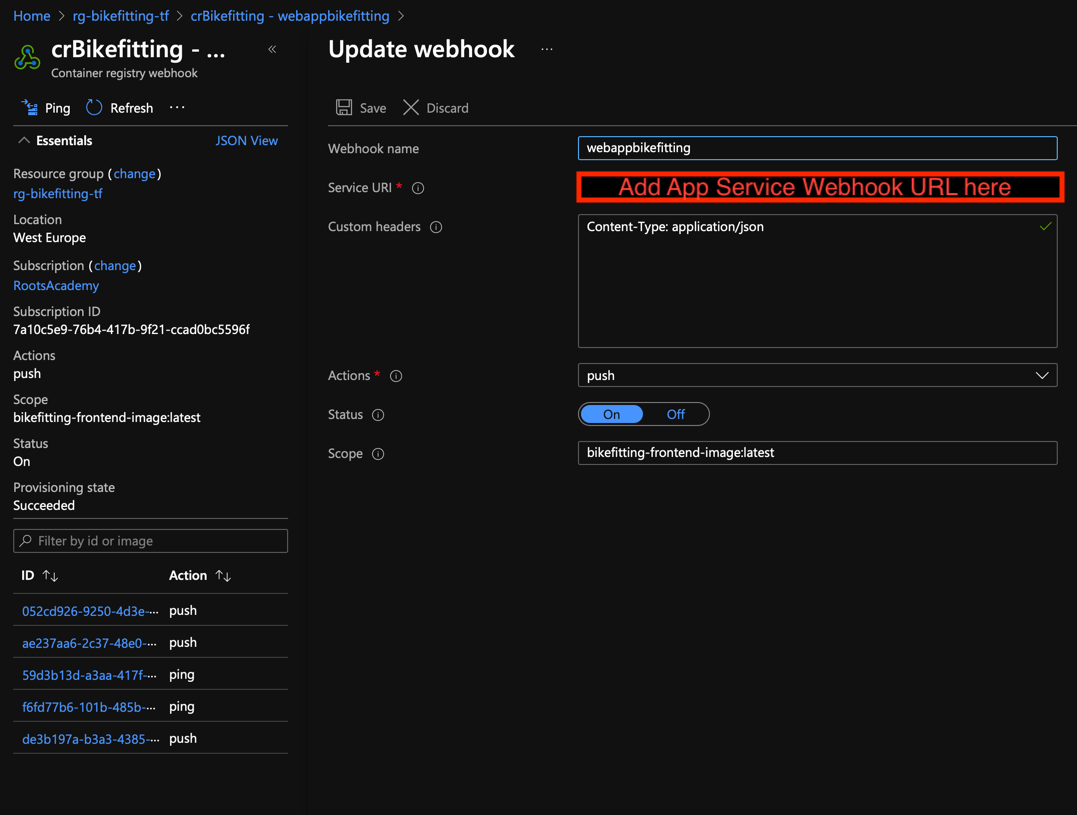 Home > rg-bikefitting-tf > crBikefitting - webappbikefitting >
crBikefitting - ...
Container registry webhook
«
Ping Refresh ...
Essentials JSON View
Resource group (change)
rg-bikefitting-tf
Location
West Europe
Subscription (change)
RootsAcademy
Subscription ID
7a10c5e9-76b4-417b-9f21-ccad0bc5596f
Actions
push
Scope
bikefitting-frontend-image:latest
Status
On
Provisioning state
Succeeded
Filter by id or image
ID Action
052cd926-9250-4d3e-... push
ae237aa6-2c37-48e0-... push
59d3b13d-a3aa-417f-... ping
f6fd77b6-101b-485b-... ping
de3b197a-b3a3-4385-... push
Update webhook ...
Save Discard
Webhook name webappbikefitting
Service URI * Add App Service Webhook URL here
Custom headers Content-Type: application/json
Actions * push
Status On Off
Scope bikefitting-frontend-image:latest